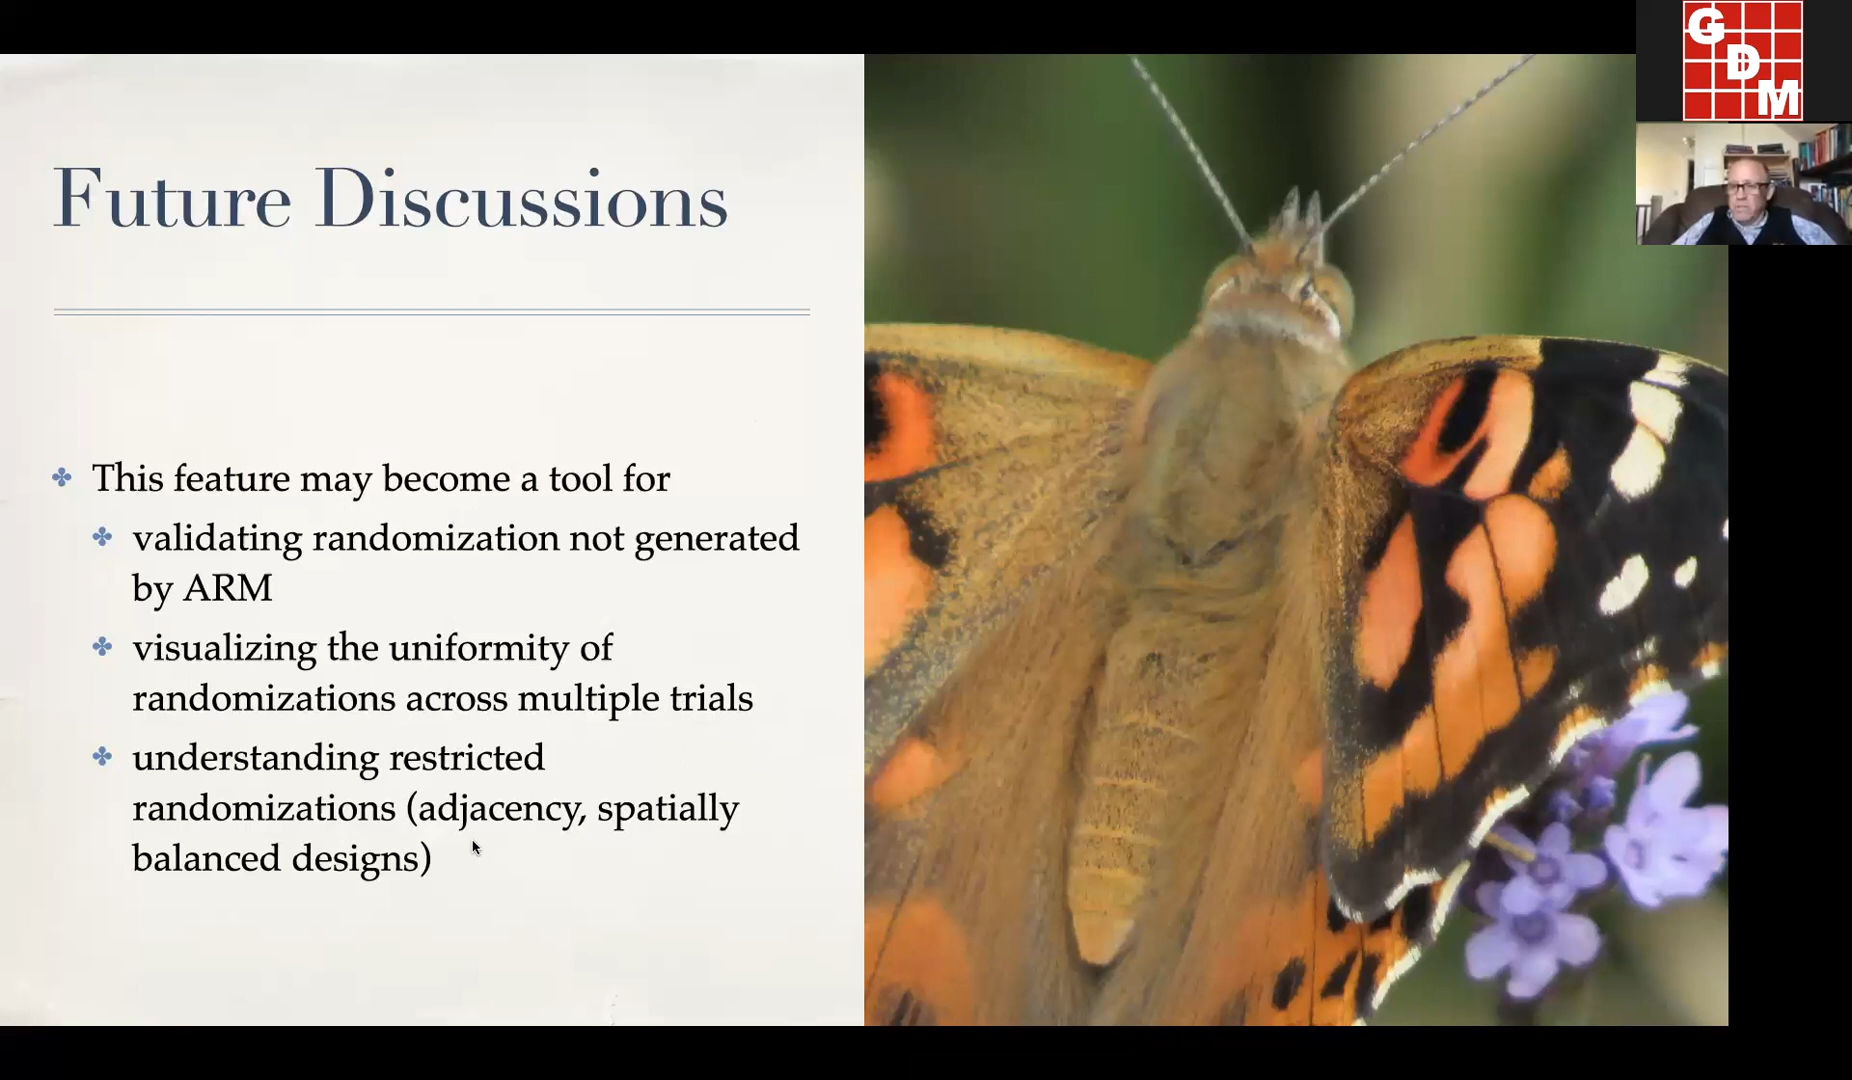 Future Discussions
This feature may become a tool for
validating randomization not generated
by ARM
visualizing the uniformity of
randomizations across multiple trials
understanding restricted
randomizations (adjacency, spatially
balanced designs)
G
D
M